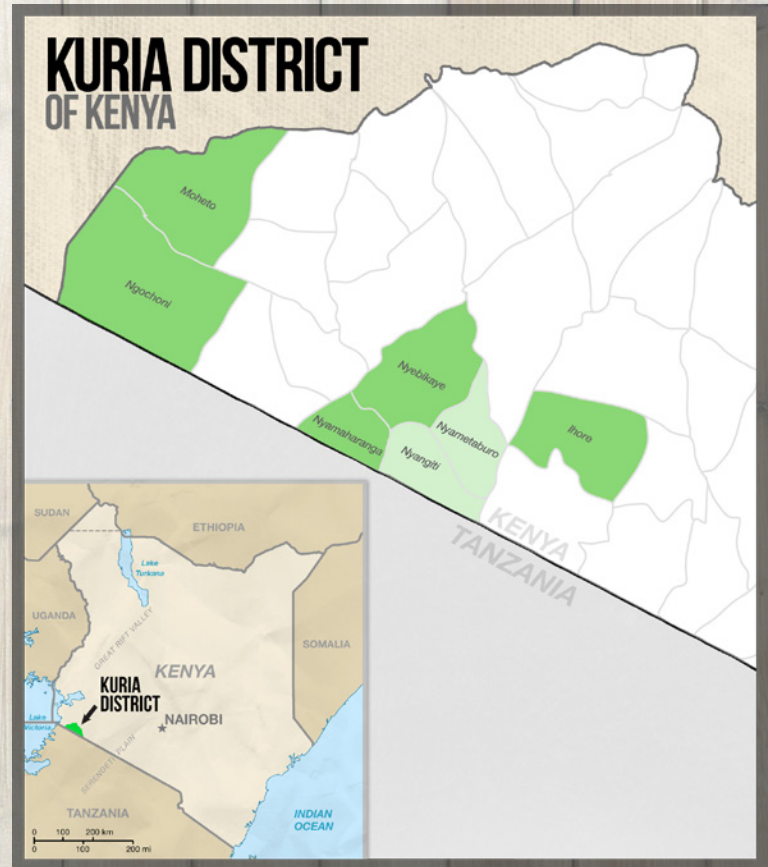 KURIA DISTRICT
OF KENYA
Moheto
Ngochoni
Nyebikaye
Nyamaharanga
Nyangiti
Nyametaburo
Ihore
KENYA
TANZANIA
SUDAN
ETHIOPIA
Lake
Turkana
UGANDA
GREAT RIFT VALLEY
SOMALIA
KENYA
KURIA
DISTRICT
NAIROBI
Lake
Victoria
SERENGETI PLAIN
TANZANIA
INDIAN
OCEAN
0 100 200 km
0 100 200 mi